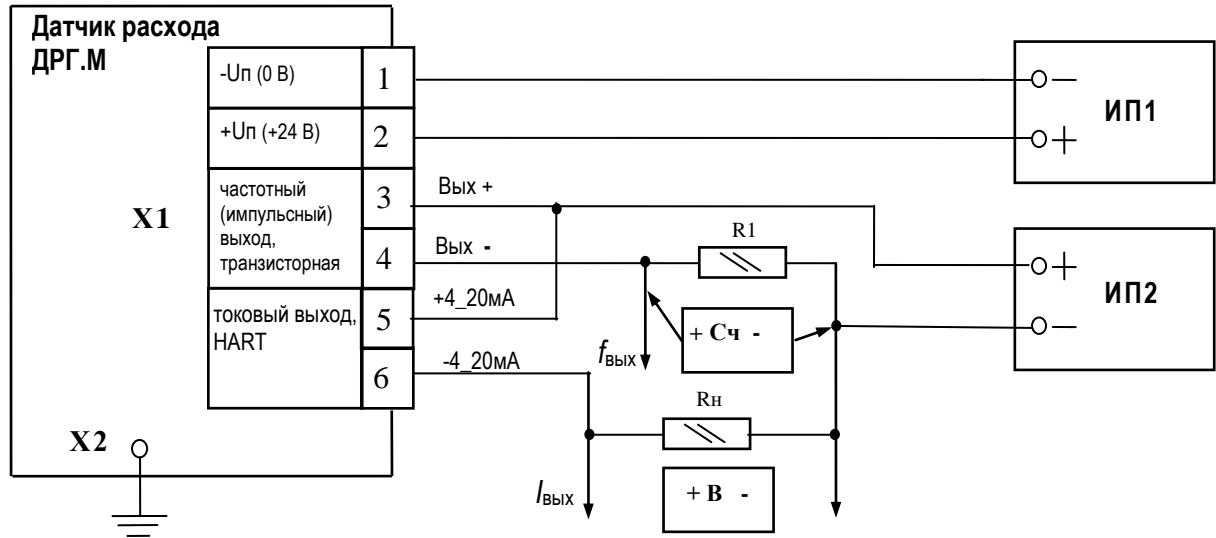 Датчик расхода
ДРГ.М
-Uп (0 В)
1
+Uп (+24 В)
2
частотный
(импульсный)
выход,
транзисторная
3
4
токовый выход,
HART
5
6
X1
X2
Вых +
Вых -
+4_20мА
-4_20мА
R1
+ Сч -
fвых
Rн
Iвых
+ В -
ИП1
ИП2